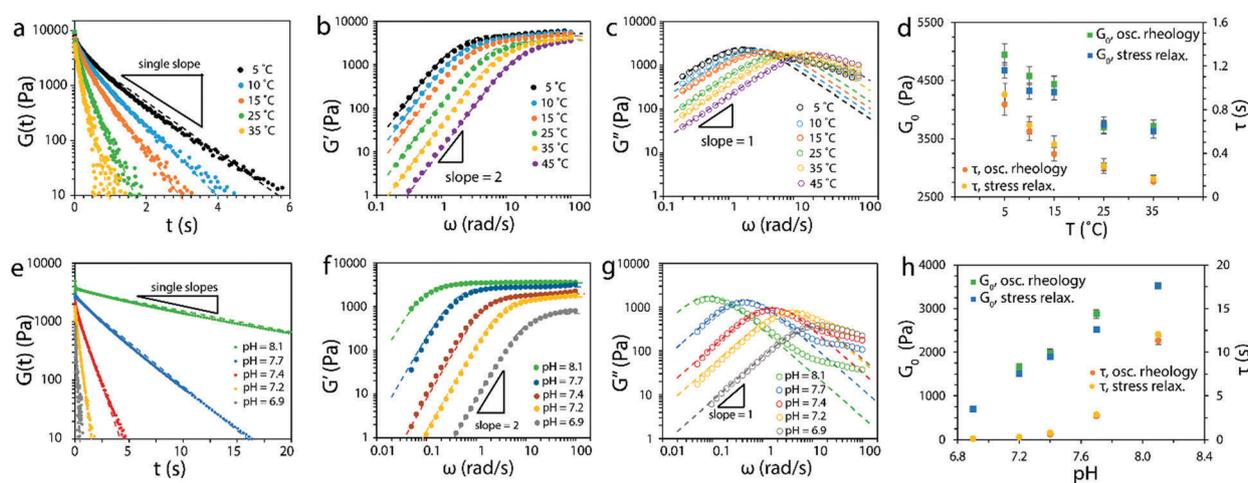 a
10000
1000
100
10
G(t) (Pa)
0 2 4 6
t (s)
single slope
5 ˚C
10 ˚C
15 ˚C
25 ˚C
35 ˚C
b
10000
1000
100
10
1
G' (Pa)
0.1 1 10 100
ω (rad/s)
slope = 2
5 ˚C
10 ˚C
15 ˚C
25 ˚C
35 ˚C
45 ˚C
c
10000
1000
100
10
1
G" (Pa)
0.1 1 10 100
ω (rad/s)
slope = 1
5 ˚C
10 ˚C
15 ˚C
25 ˚C
35 ˚C
45 ˚C
d
5500
4500
3500
2500
G₀ (Pa)
5 15 25 35
T (˚C)
1.6
1.2
0.8
0.4
0
τ (s)
G₀, osc. rheology
G₀, stress relax.
τ, osc. rheology
τ, stress relax.
e
10000
1000
100
10
G(t) (Pa)
0 5 10 15 20
t (s)
single slopes
pH = 8.1
pH = 7.7
pH = 7.4
pH = 7.2
pH = 6.9
f
10000
1000
100
10
1
G' (Pa)
0.01 0.1 1 10 100
ω (rad/s)
slope = 2
pH = 8.1
pH = 7.7
pH = 7.4
pH = 7.2
pH = 6.9
g
10000
1000
100
10
1
G" (Pa)
0.01 0.1 1 10 100
ω (rad/s)
slope = 1
pH = 8.1
pH = 7.7
pH = 7.4
pH = 7.2
pH = 6.9
h
4000
3000
2000
1000
0
G₀ (Pa)
6.8 7.2 7.6 8.0 8.4
pH
20
15
10
5
0
τ (s)
G₀, osc. rheology
G₀, stress relax.
τ, osc. rheology
τ, stress relax.